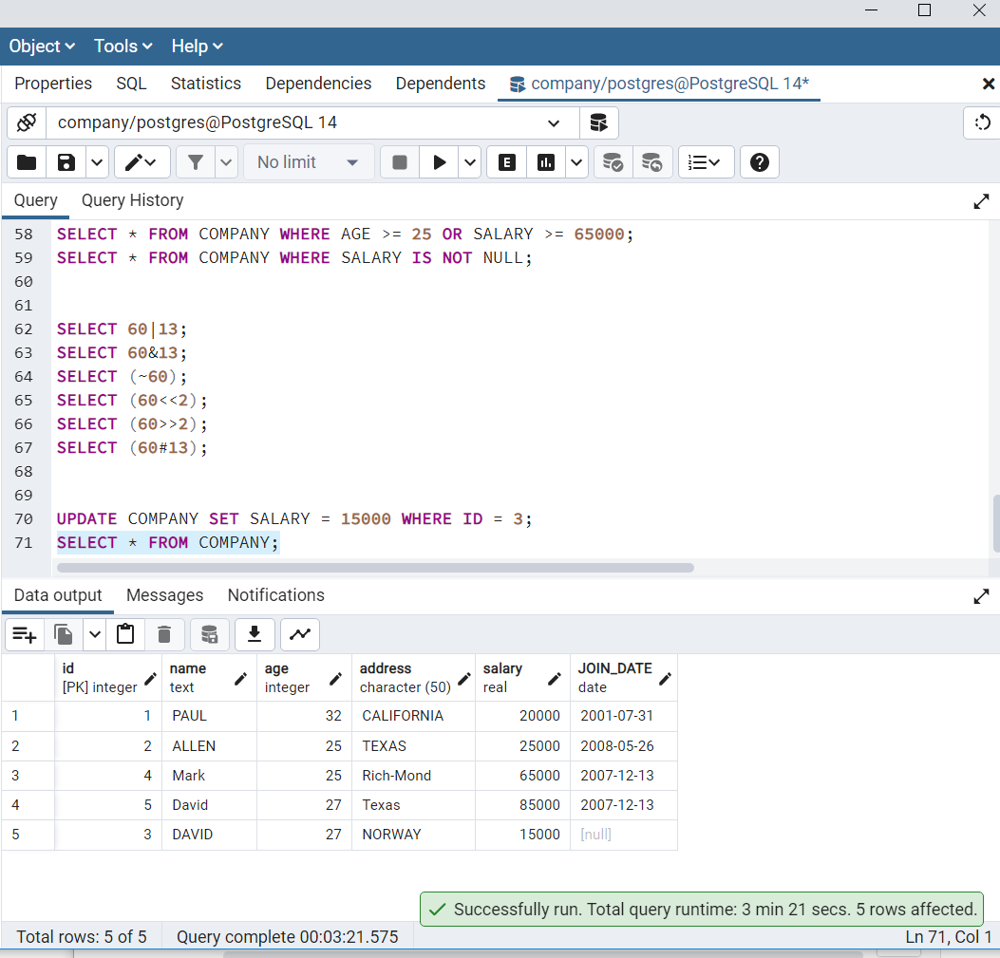 Object Tools Help
Properties SQL Statistics Dependencies Dependents company/postgres@PostgreSQL 14*
company/postgres@PostgreSQL 14
No limit E
Query Query History
58 SELECT * FROM COMPANY WHERE AGE >= 25 OR SALARY >= 65000;
59 SELECT * FROM COMPANY WHERE SALARY IS NOT NULL;
60
61
62 SELECT 60|13;
63 SELECT 60&13;
64 SELECT (~60);
65 SELECT (60<<2);
66 SELECT (60>>2);
67 SELECT (60#13);
68
69
70 UPDATE COMPANY SET SALARY = 15000 WHERE ID = 3;
71 SELECT * FROM COMPANY;
Data output Messages Notifications
id name age address salary JOIN_DATE
[PK] integer text integer character (50) real date
1 1 PAUL 32 CALIFORNIA 20000 2001-07-31
2 2 ALLEN 25 TEXAS 25000 2008-05-26
3 4 Mark 25 Rich-Mond 65000 2007-12-13
4 5 David 27 Texas 85000 2007-12-13
5 3 DAVID 27 NORWAY 15000 [null]
Successfully run. Total query runtime: 3 min 21 secs. 5 rows affected.
Total rows: 5 of 5 Query complete 00:03:21.575 Ln 71, Col 1